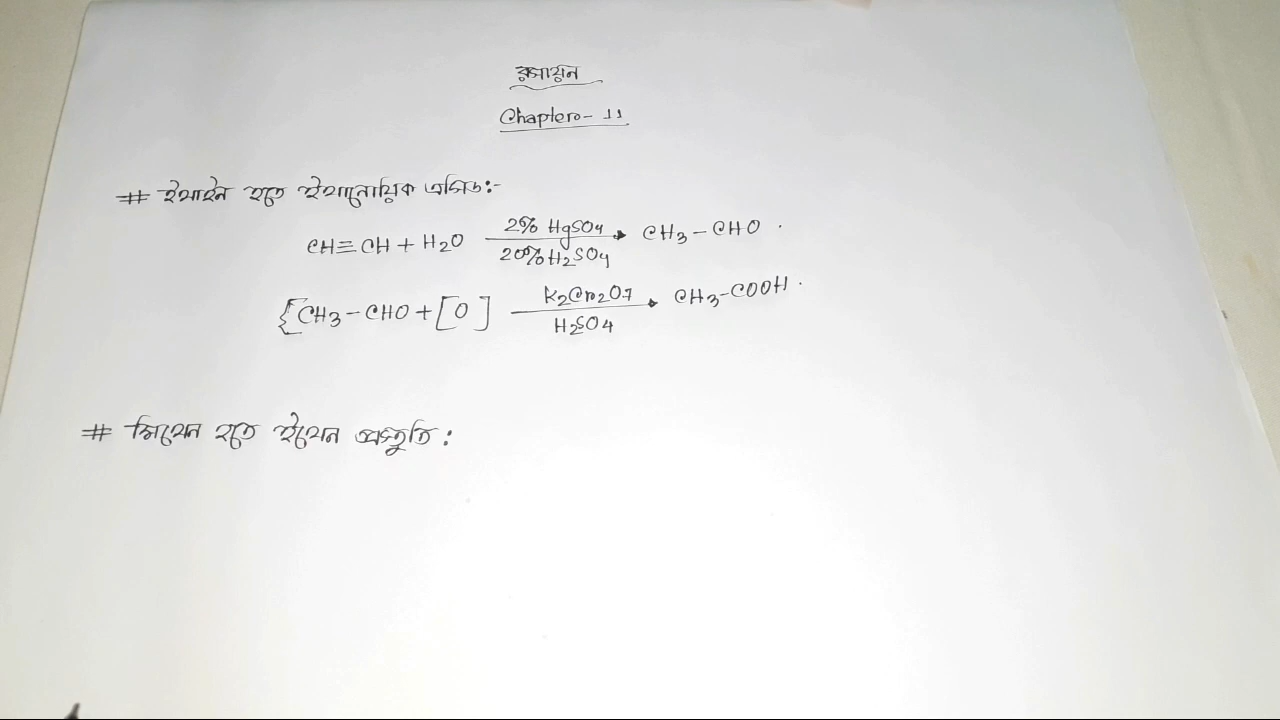 রসায়ন
Chapter- 11
# ইথাইন হতে ইথানোয়িক এসিড:-
CH≡CH + H2O 2% HgSO4 20% H2SO4 → CH3 - CHO .
{CH3 - CHO + [O] K2Cr2O7 H2SO4 → CH3-COOH .
# মিথেন হতে ইথেন প্রস্তুতি :